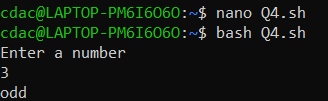 cdac@LAPTOP-PM6I6O6O:~$ nano Q4.sh
cdac@LAPTOP-PM6I6O6O:~$ bash Q4.sh
Enter a number
3
odd